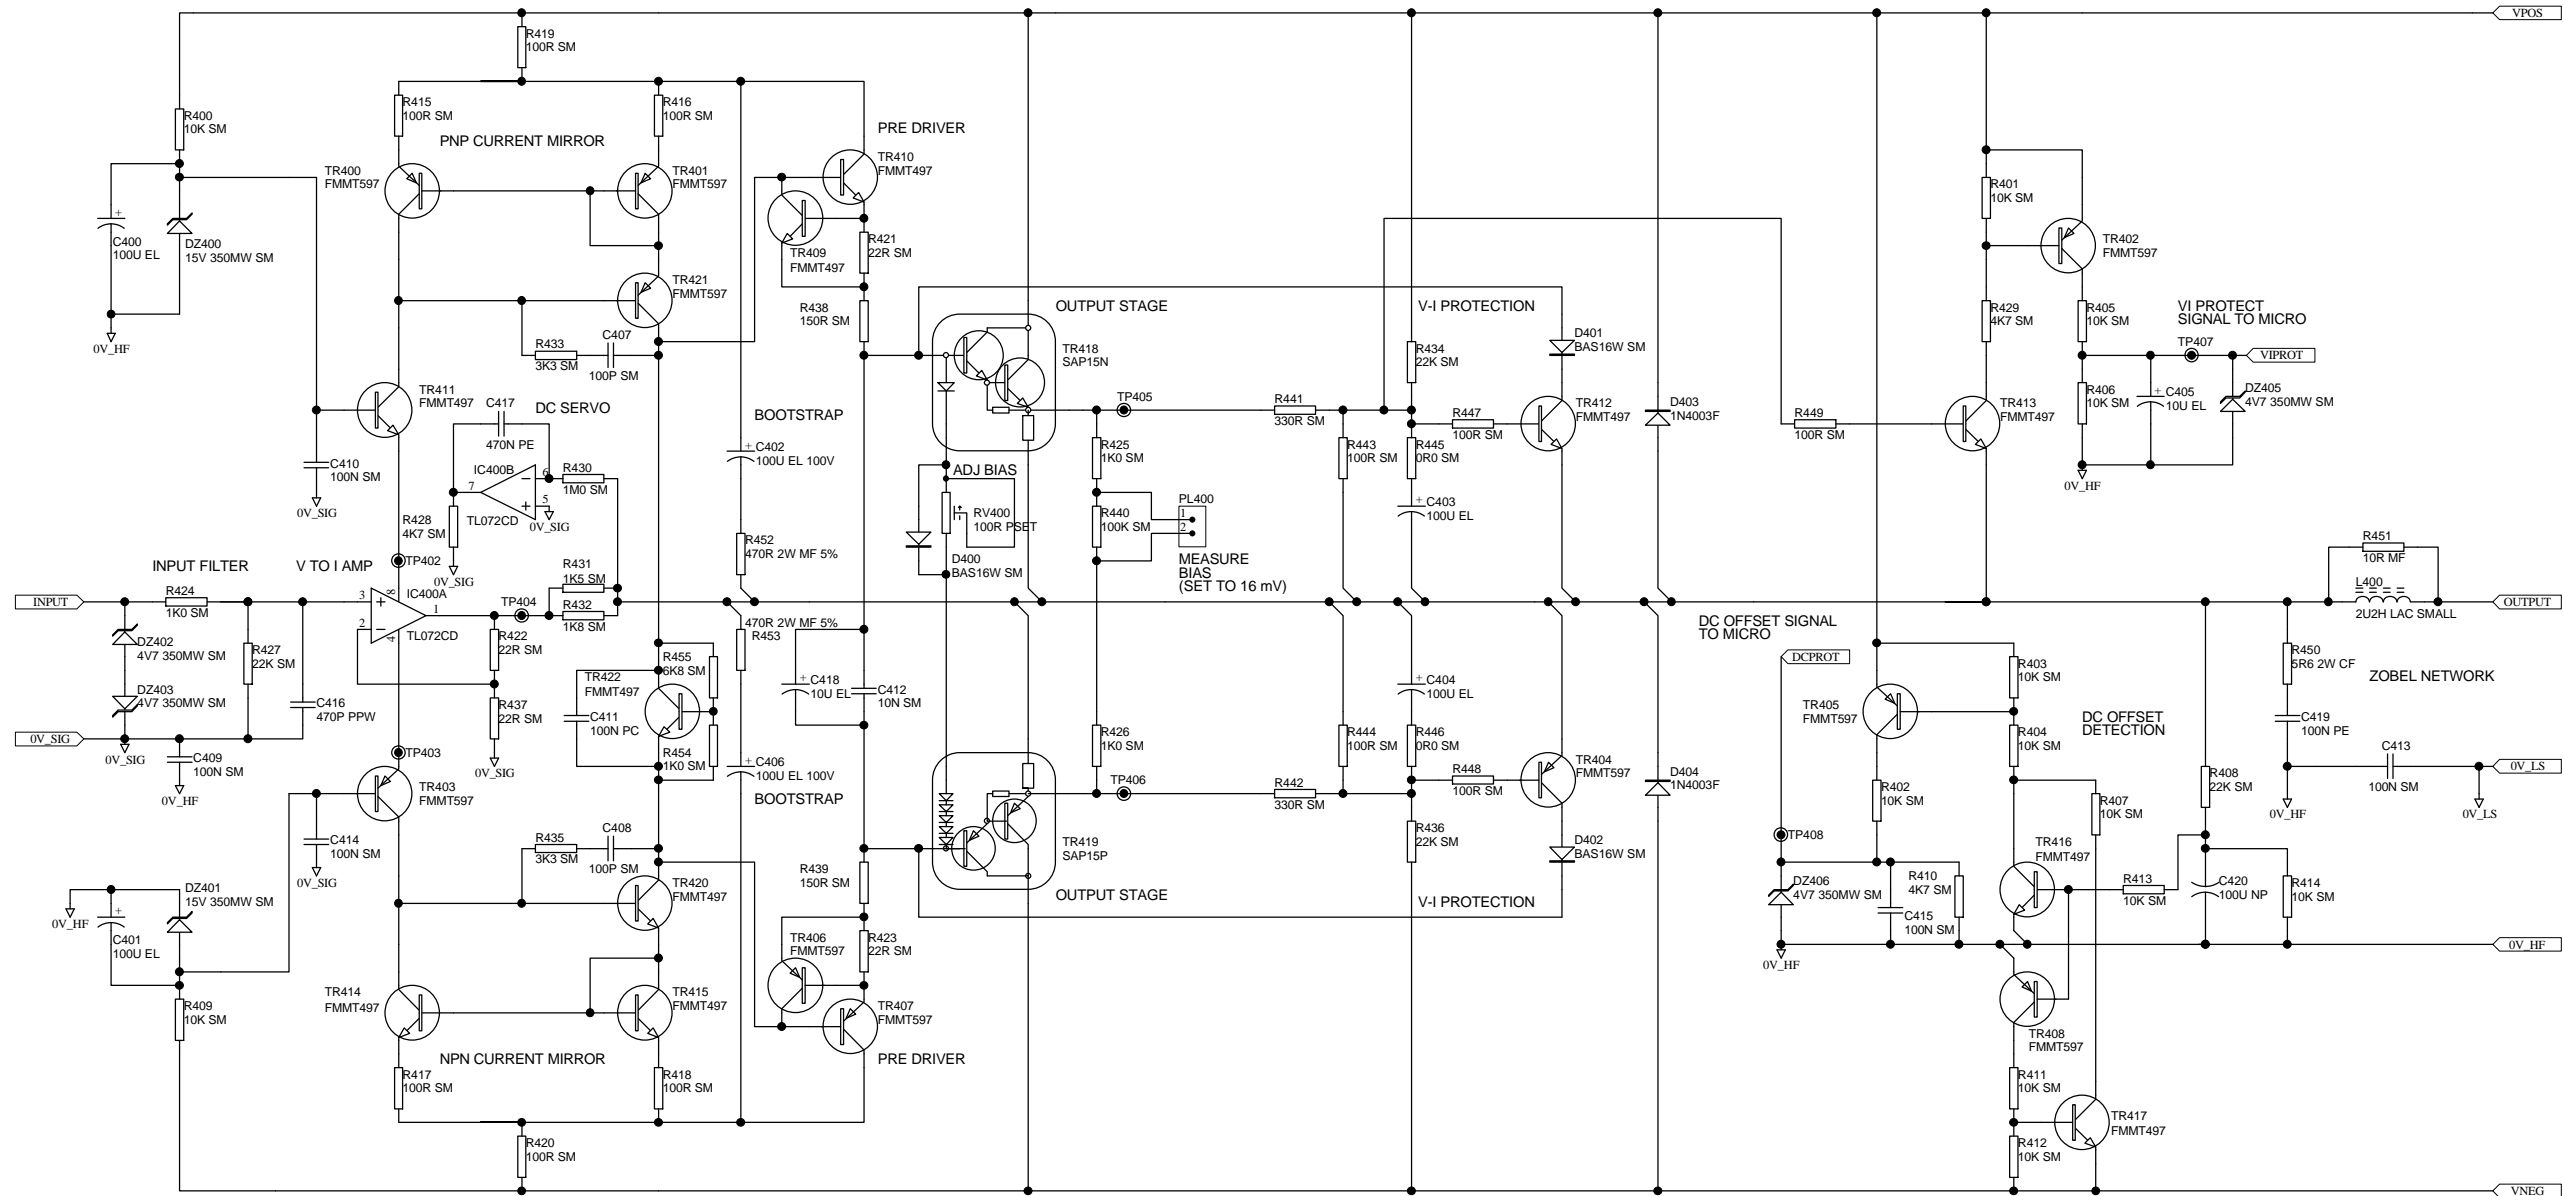 VPOS
R419
100R SM
R400
10K SM
R415
100R SM
R416
100R SM
PNP CURRENT MIRROR
PRE DRIVER
TR400
FMMT597
TR401
FMMT597
TR410
FMMT497
+
C400
100U EL
DZ400
15V 350MW SM
0V_HF
TR409
FMMT497
R421
22R SM
TR421
FMMT597
R438
150R SM
R433
3K3 SM
C407
100P SM
OUTPUT STAGE
TR418
SAP15N
V-I PROTECTION
R434
22K SM
D401
BAS16W SM
R401
10K SM
TR402
FMMT597
R429
4K7 SM
R405
10K SM
VI PROTECT
SIGNAL TO MICRO
TP407
VIPROT
R406
10K SM
+
C405
10U EL
DZ405
4V7 350MW SM
0V_HF
TR411
FMMT497
C417
470N PE
DC SERVO
BOOTSTRAP
+
C402
100U EL 100V
TP405
R441
330R SM
R447
100R SM
TR412
FMMT497
D403
1N4003F
R449
100R SM
TR413
FMMT497
C410
100N SM
0V_SIG
IC400B
7
6
5
−
+
TL072CD
R430
1M0 SM
0V_SIG
R428
4K7 SM
0V_SIG
ADJ BIAS
RV400
100R PSET
D400
BAS16W SM
R425
1K0 SM
R440
100K SM
PL400
1
2
MEASURE
BIAS
(SET TO 16 mV)
R443
100R SM
R445
0R0 SM
+
C403
100U EL
R452
470R 2W MF 5%
TP402
INPUT FILTER
V TO I AMP
R431
1K5 SM
R451
10R MF
L400
2U2H LAC SMALL
OUTPUT
INPUT
R424
1K0 SM
3
+
8
IC400A
1
2
−
4
TL072CD
TP404
R432
1K8 SM
DZ402
4V7 350MW SM
DZ403
4V7 350MW SM
R427
22K SM
C416
470P PPW
R422
22R SM
R437
22R SM
0V_SIG
470R 2W MF 5%
R453
R455
6K8 SM
TR422
FMMT497
C411
100N PC
R454
1K0 SM
+
C418
10U EL
C412
10N SM
+
C404
100U EL
DC OFFSET SIGNAL
TO MICRO
DCPROT
R403
10K SM
TR405
FMMT597
R404
10K SM
DC OFFSET
DETECTION
R450
5R6 2W CF
ZOBEL NETWORK
C419
100N PE
C413
100N SM
0V_LS
0V_HF
0V_LS
0V_SIG
0V_SIG
C409
100N SM
0V_HF
TP403
TR403
FMMT597
C414
100N SM
0V_SIG
+
C406
100U EL 100V
BOOTSTRAP
R426
1K0 SM
TP406
R442
330R SM
R444
100R SM
R446
0R0 SM
R448
100R SM
TR404
FMMT597
D404
1N4003F
R436
22K SM
D402
BAS16W SM
R402
10K SM
R407
10K SM
R408
22K SM
TP408
TR416
FMMT497
R435
3K3 SM
C408
100P SM
TR419
SAP15P
OUTPUT STAGE
V-I PROTECTION
R439
150R SM
TR420
FMMT497
DZ401
15V 350MW SM
0V_HF
+
C401
100U EL
DZ406
4V7 350MW SM
R410
4K7 SM
C415
100N SM
R413
10K SM
C420
100U NP
R414
10K SM
0V_HF
0V_HF
TR406
FMMT597
R423
22R SM
TR414
FMMT497
TR415
FMMT497
TR407
FMMT597
R409
10K SM
NPN CURRENT MIRROR
PRE DRIVER
TR408
FMMT597
R417
100R SM
R418
100R SM
R411
10K SM
TR417
FMMT497
R420
100R SM
R412
10K SM
VNEG